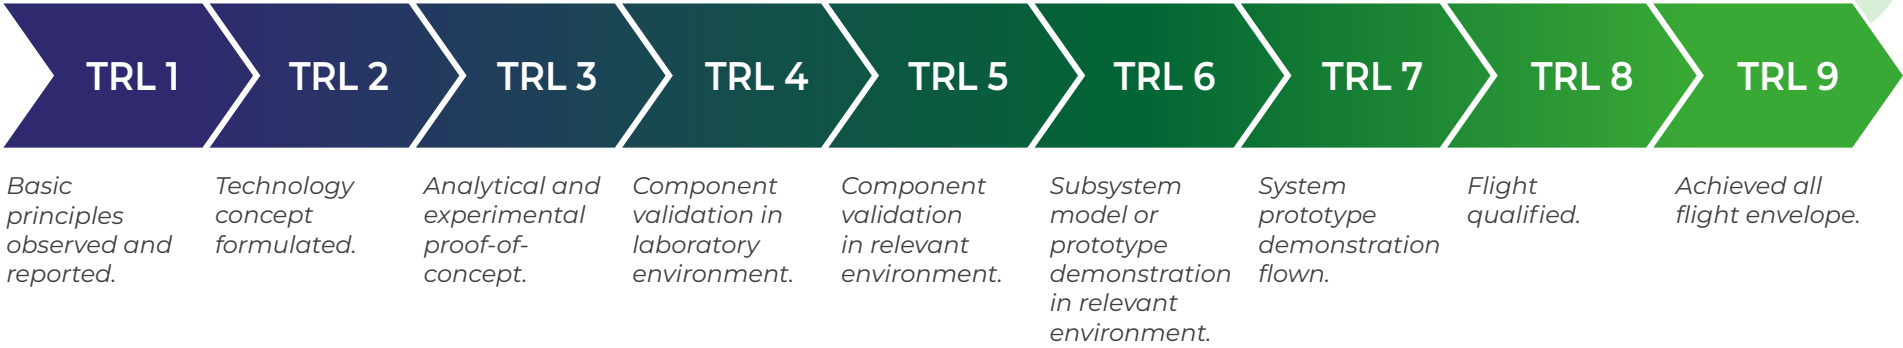 TRL 1
TRL 2
TRL 3
TRL 4
TRL 5
TRL 6
TRL 7
TRL 8
TRL 9
Basic
principles
observed and
reported.
Technology
concept
formulated.
Analytical and
experimental
proof-of-
concept.
Component
validation in
laboratory
environment.
Component
validation
in relevant
environment.
Subsystem
model or
prototype
demonstration
in relevant
environment.
System
prototype
demonstration
flown.
Flight
qualified.
Achieved all
flight envelope.